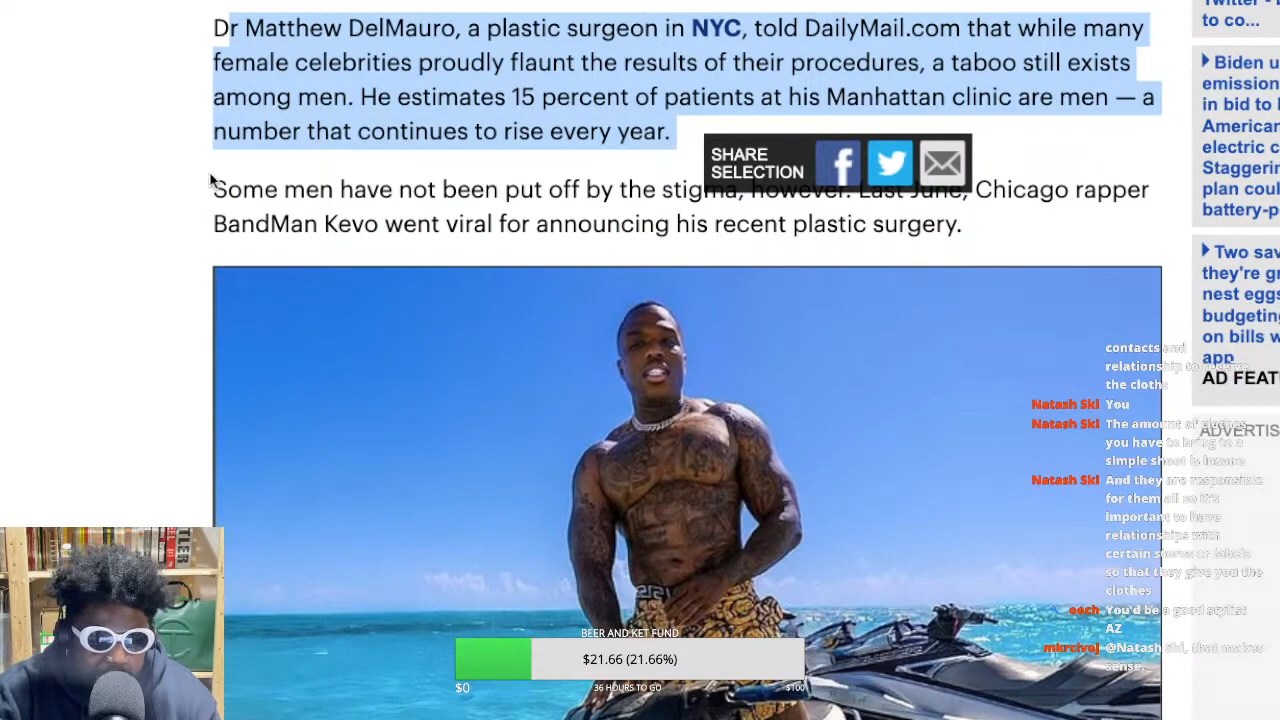 Dr Matthew DelMauro, a plastic surgeon in NYC, told DailyMail.com that while many
female celebrities proudly flaunt the results of their procedures, a taboo still exists
among men. He estimates 15 percent of patients at his Manhattan clinic are men — a
number that continues to rise every year.
SHARE
SELECTION
Some men have not been put off by the stigma, however. Last June, Chicago rapper
BandMan Kevo went viral for announcing his recent plastic surgery.
to co...
Biden u
emission
in bid to
American
electric c
Staggerin
plan coul
battery-p
Two sav
they're gr
nest eggs
budgeting
on bills w
app
AD FEAT
ADVERTIS
contacts and
relationship to receive
the cloths
Natash Ski You
Natash Ski The amount of clothes
you have to bring to a
simple shoot is insane
Natash Ski And they are responsible
for them all so it's
important to have
relationships with
certain stores or labels
so that they give you the
clothes
oach You'd be a good stylist
AZ
mkrcivoj @Natash Ski, that makes
sense.
BEER AND KET FUND
$21.66 (21.66%)
$0 36 HOURS TO GO $100